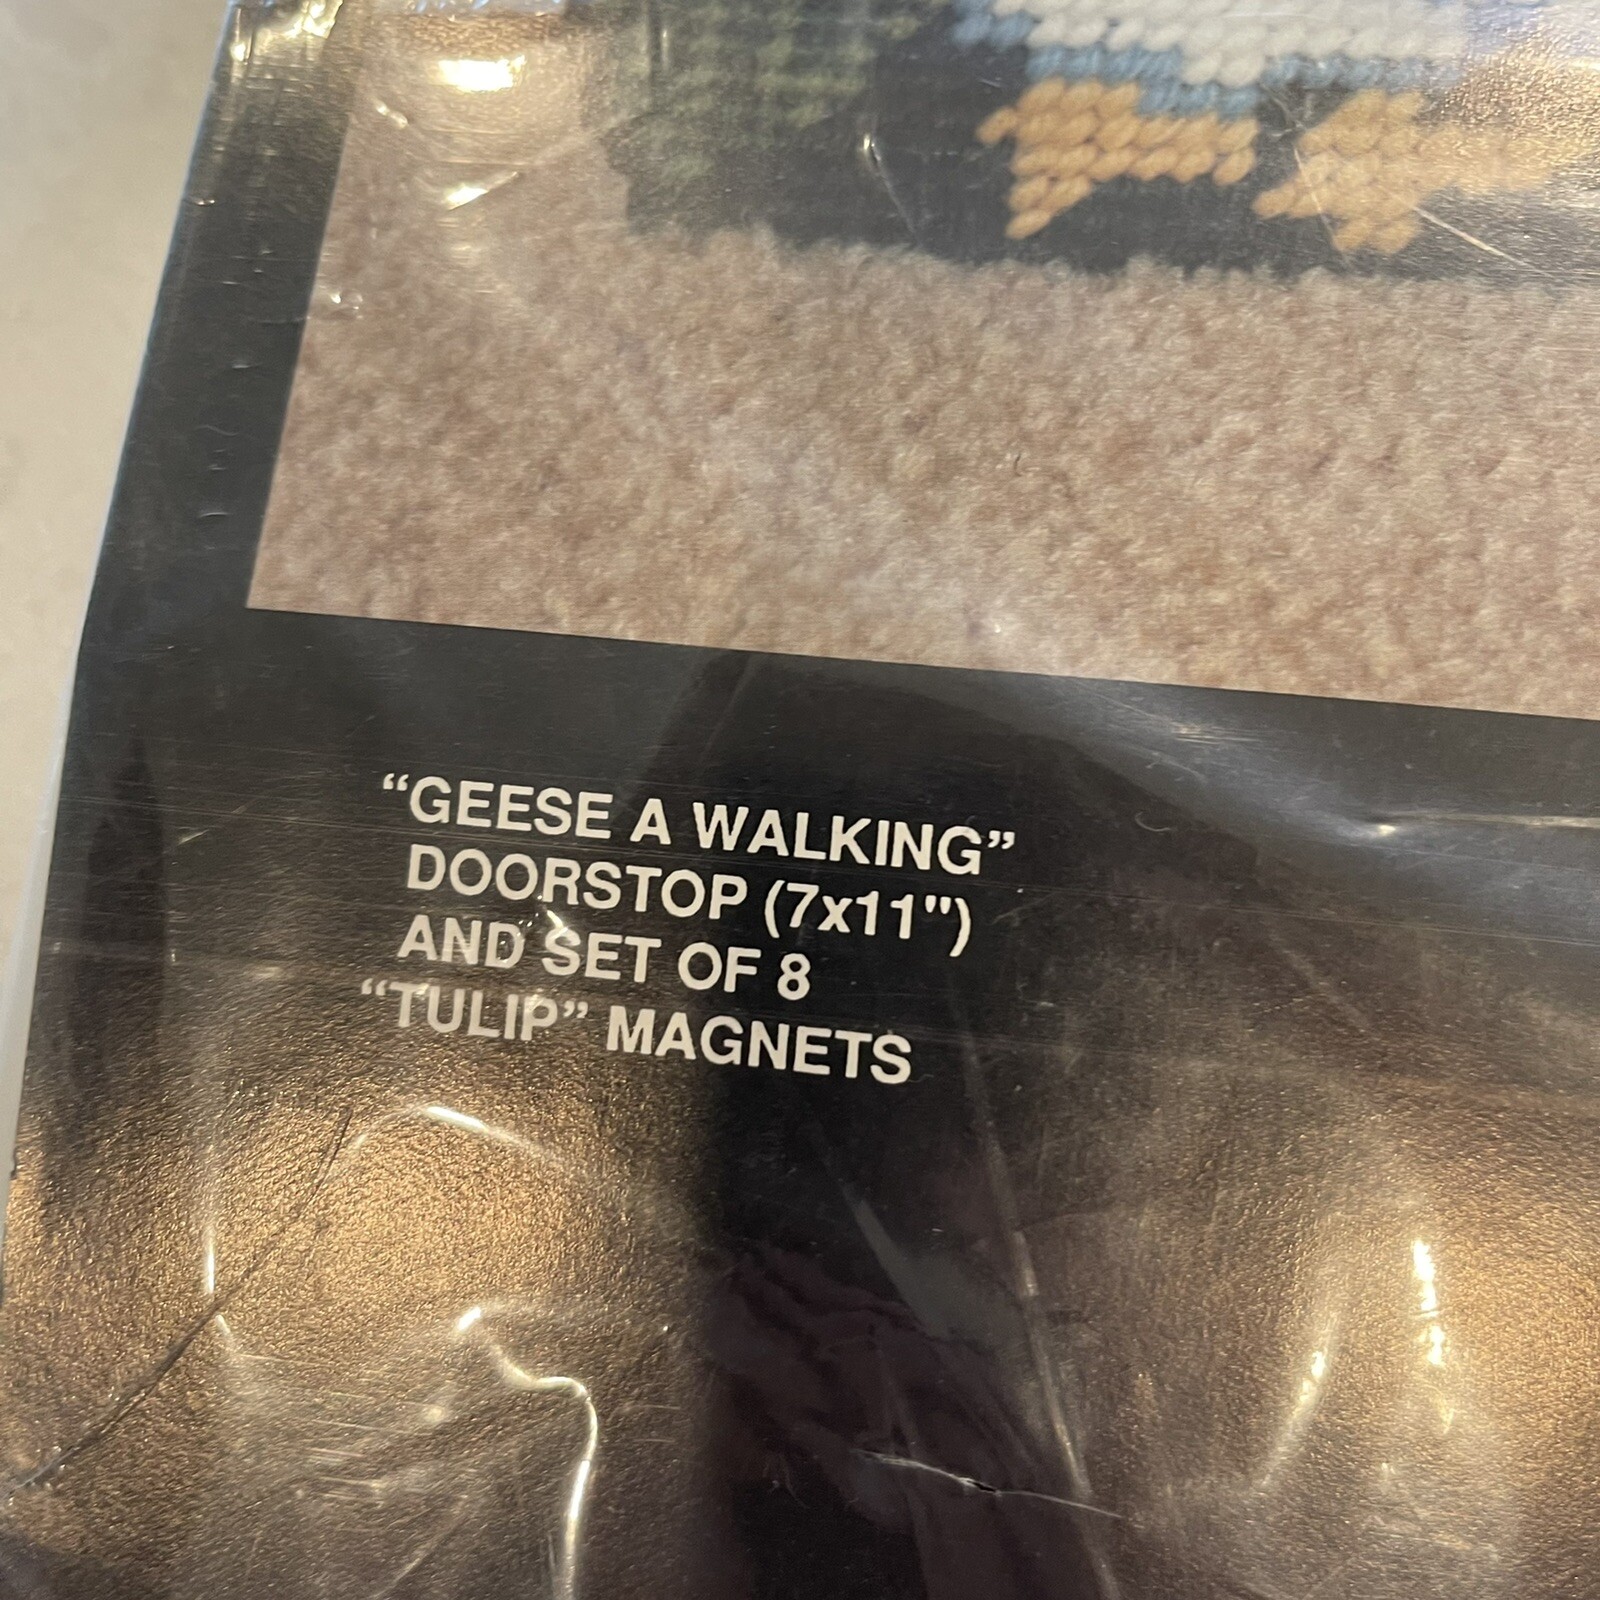 “GEESE A WALKING”
DOORSTOP (7x11")
AND SET OF 8
“TULIP” MAGNETS